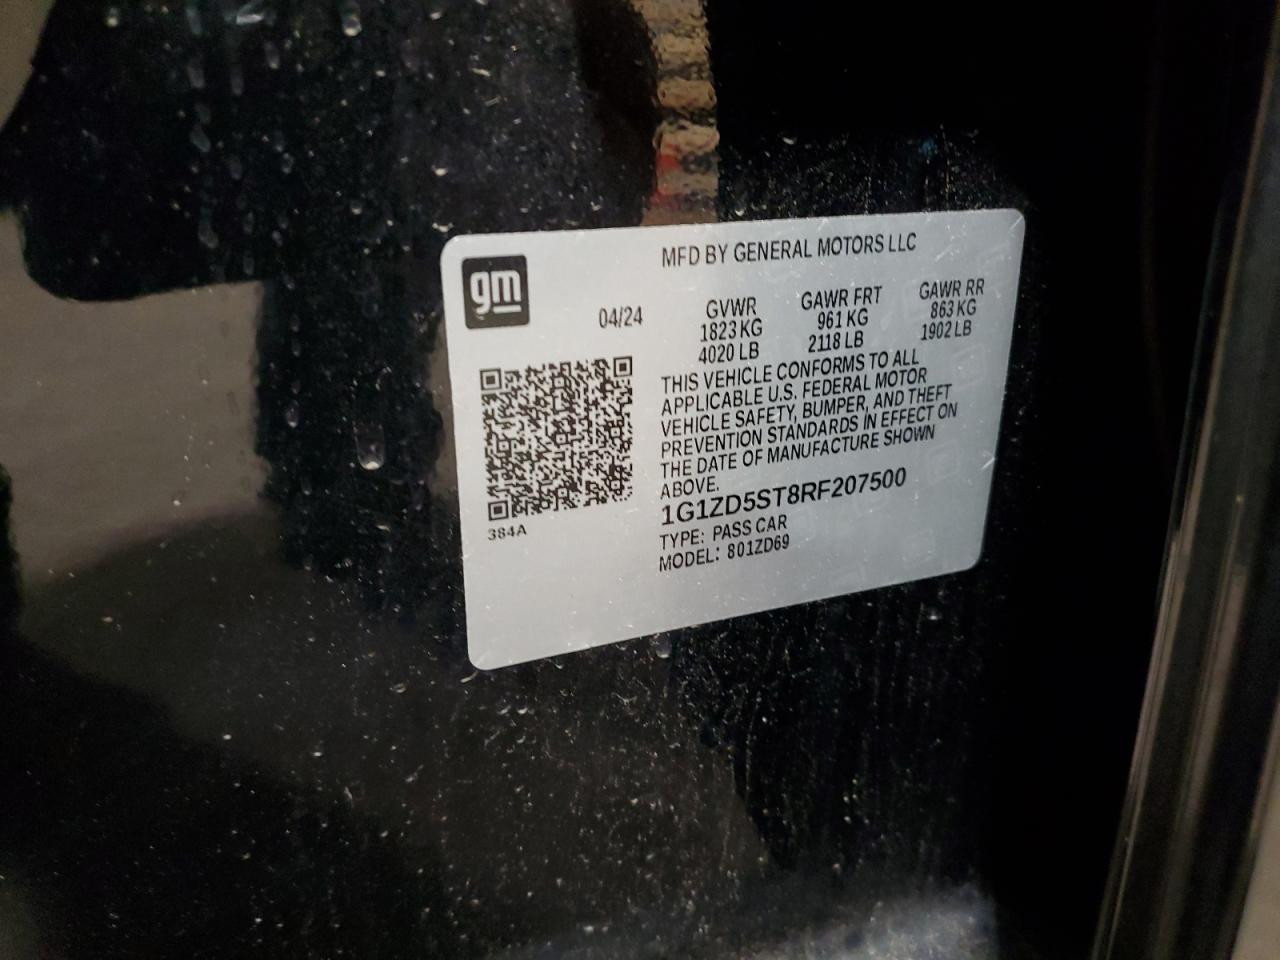 gm
MFD BY GENERAL MOTORS LLC
04/24
GVWR
1823 KG
4020 LB
GAWR FRT
961 KG
2118 LB
GAWR RR
863 KG
1902 LB
THIS VEHICLE CONFORMS TO ALL
APPLICABLE U.S. FEDERAL MOTOR
VEHICLE SAFETY, BUMPER, AND THEFT
PREVENTION STANDARDS IN EFFECT ON
THE DATE OF MANUFACTURE SHOWN
ABOVE.
1G1ZD5ST8RF207500
TYPE: PASS CAR
MODEL: 801ZD69
384A